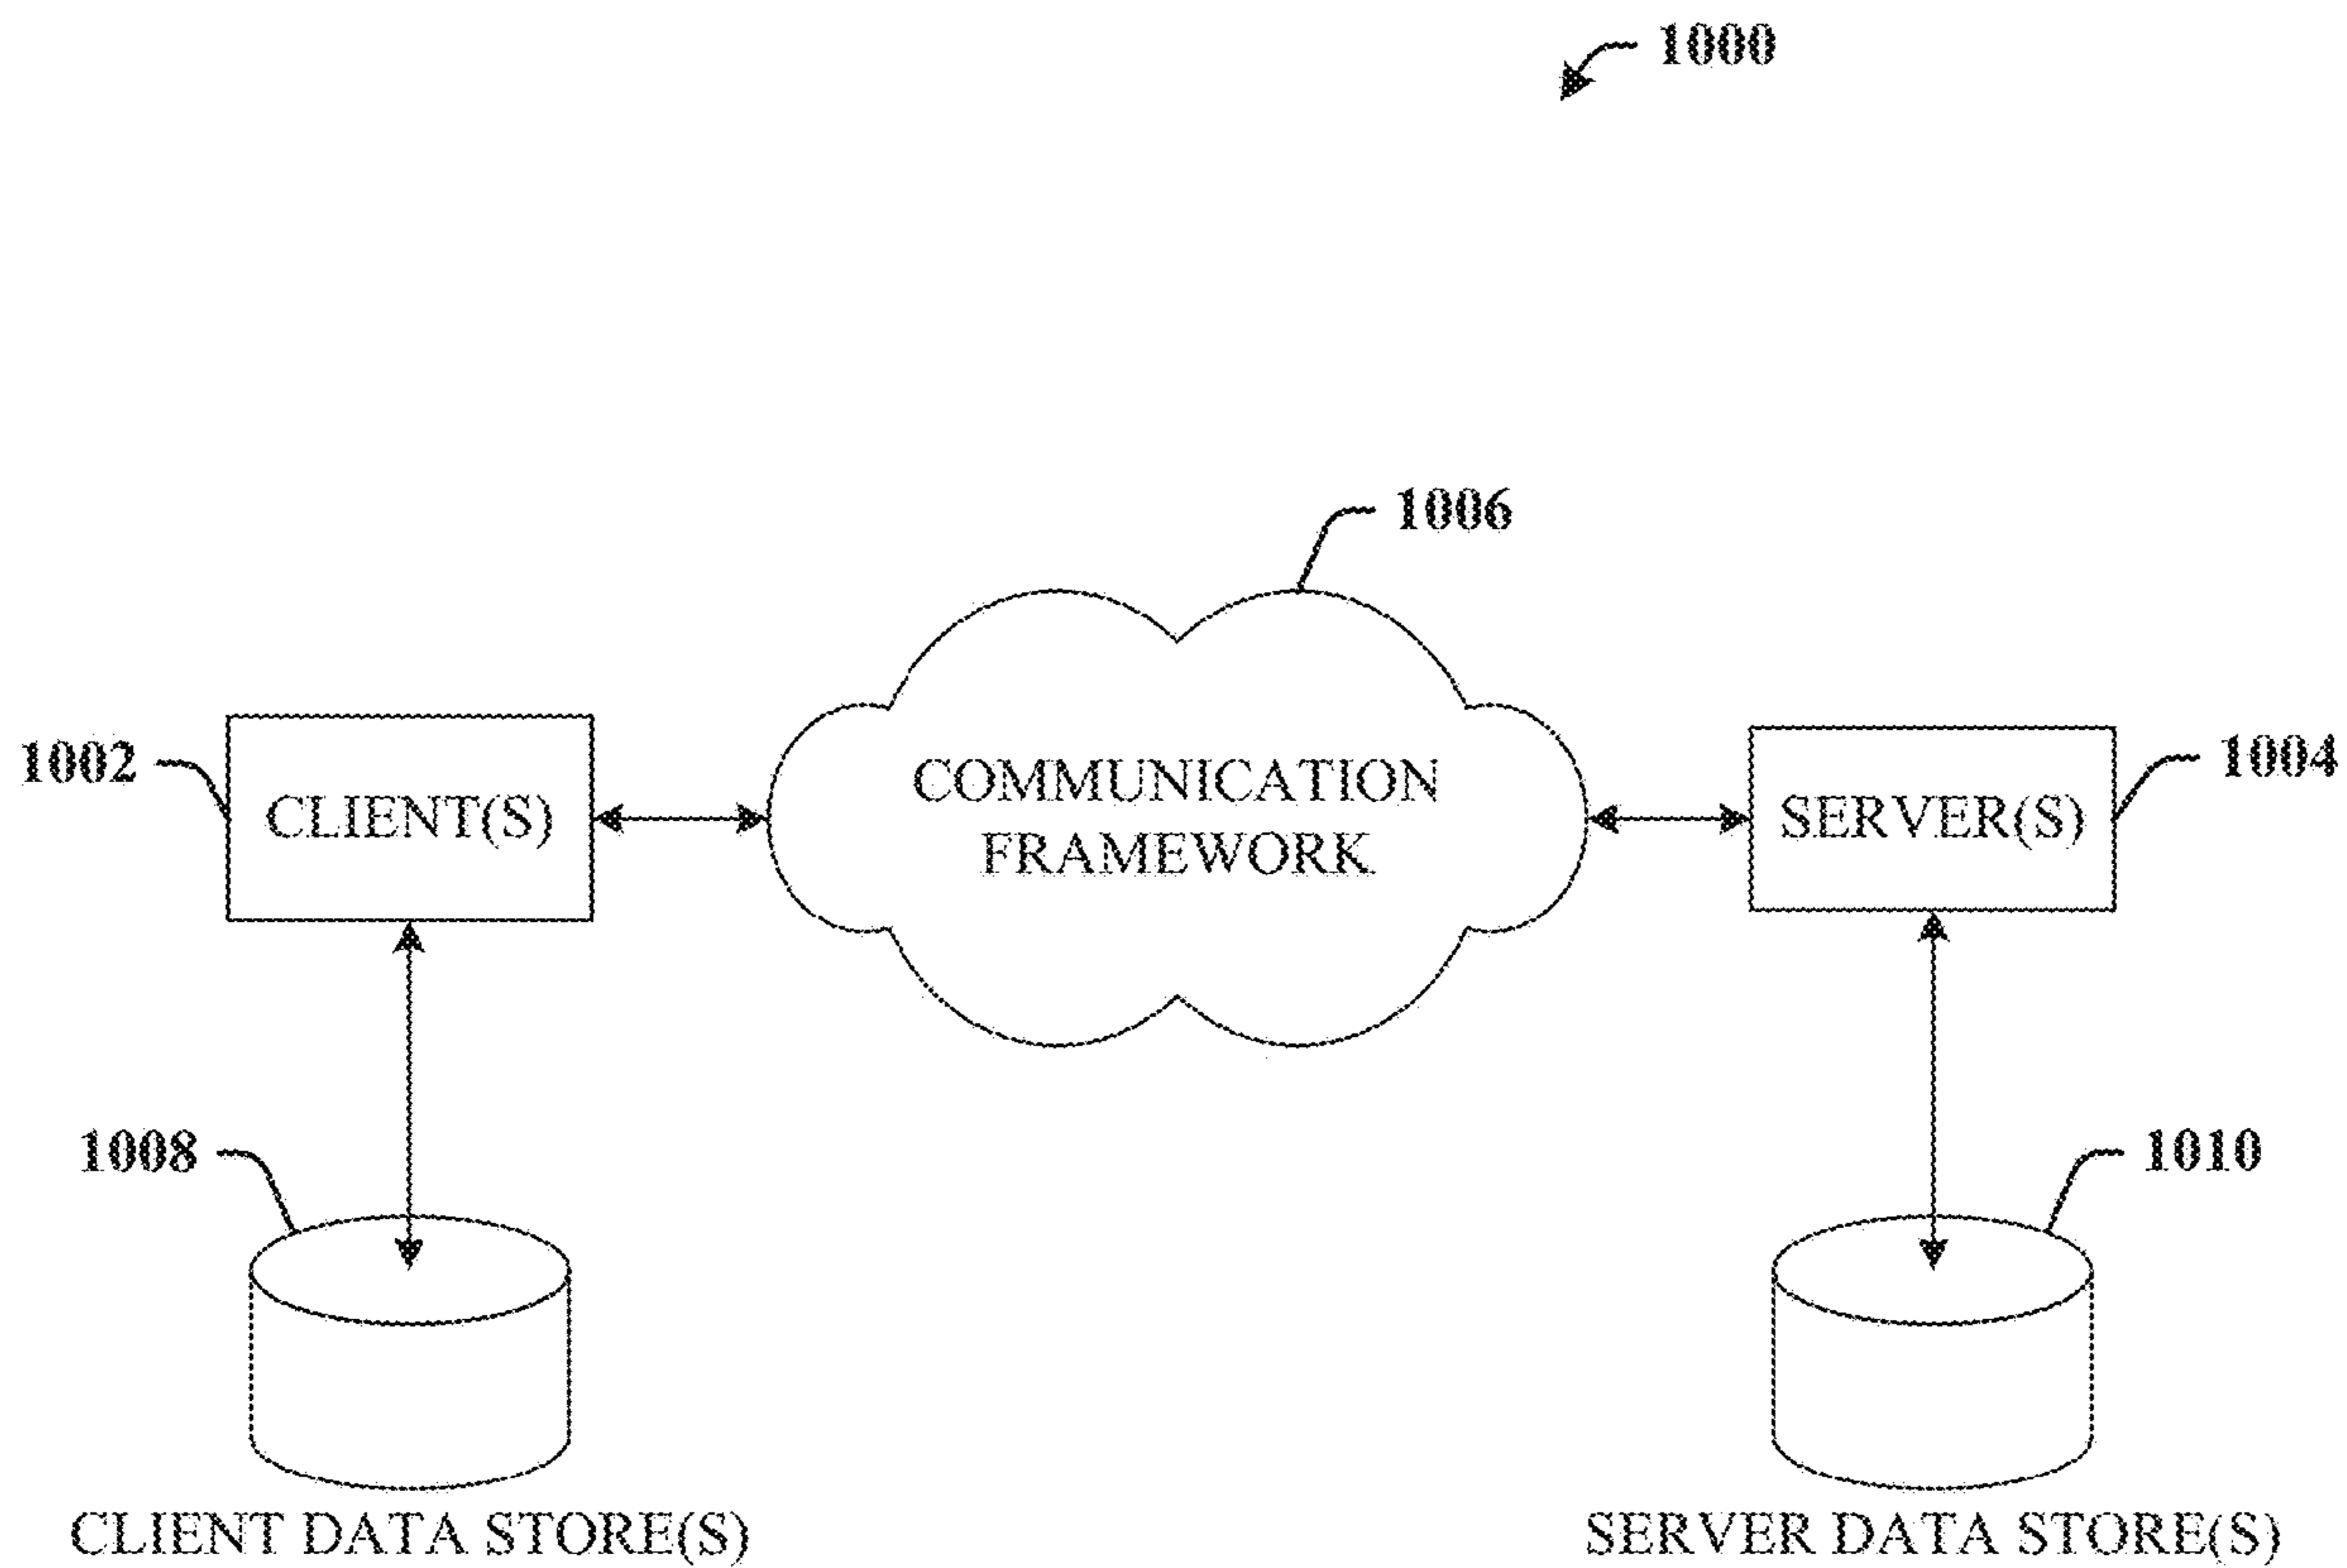 1000
1006
1002
CLIENT(S)
COMMUNICATION
FRAMEWORK
SERVER(S)
1004
1008
1010
CLIENT DATA STORE(S)
SERVER DATA STORE(S)